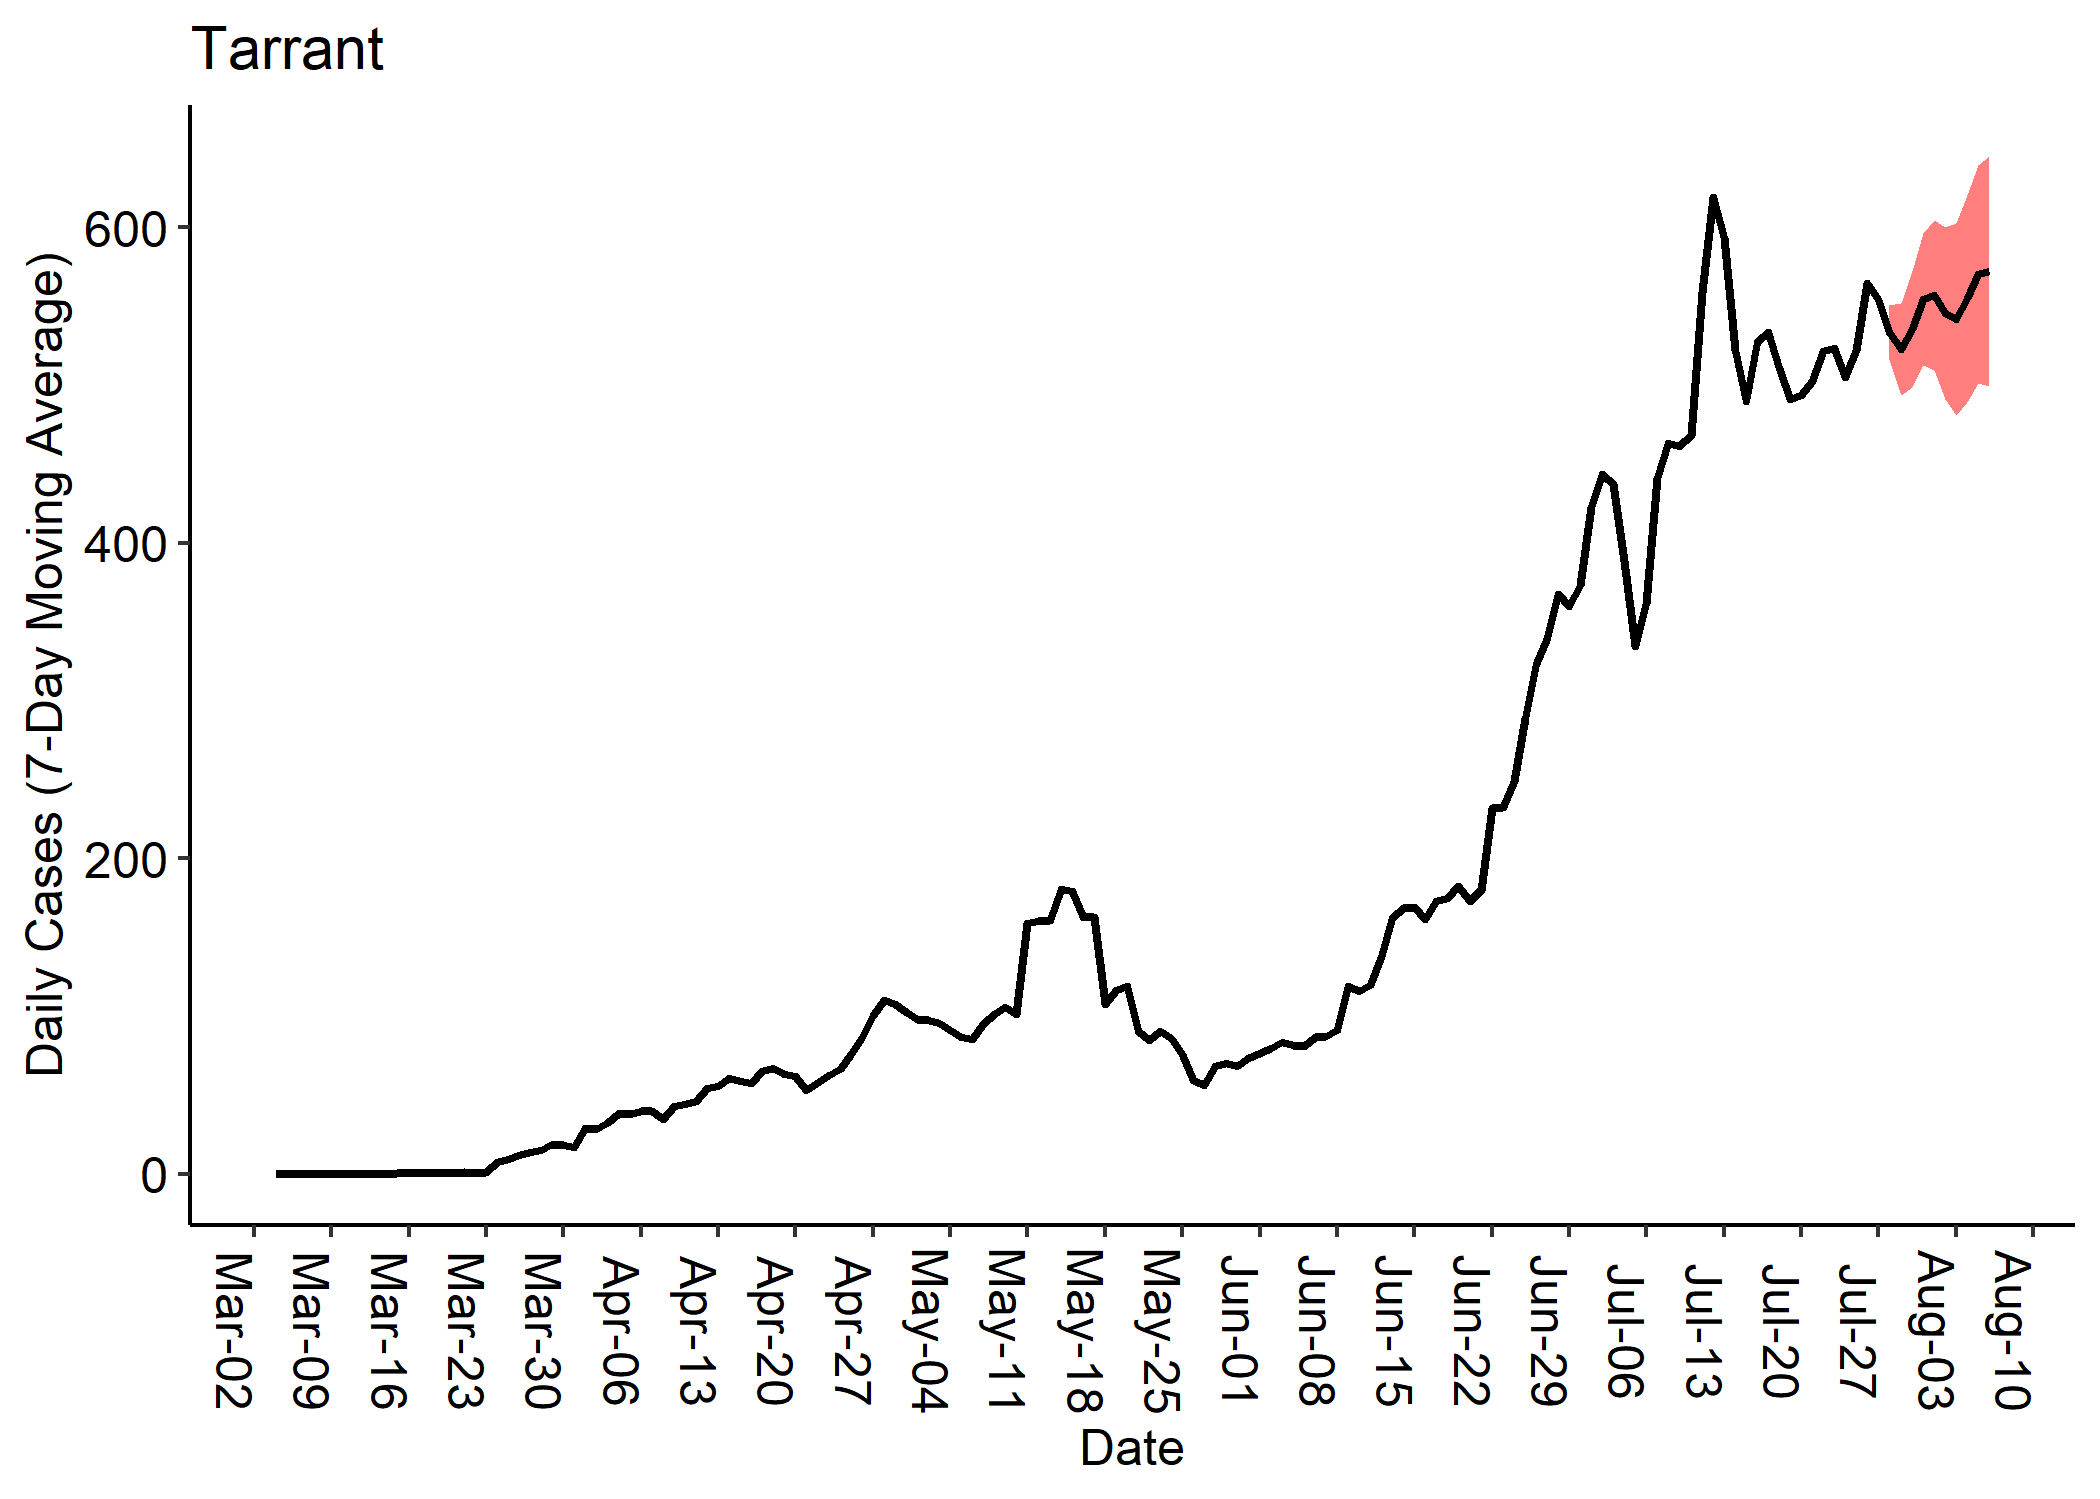 Tarrant
Daily Cases (7-Day Moving Average)
600
400
200
0
Mar-02
Mar-09
Mar-16
Mar-23
Mar-30
Apr-06
Apr-13
Apr-20
Apr-27
May-04
May-11
May-18
May-25
Jun-01
Jun-08
Jun-15
Jun-22
Jun-29
Jul-06
Jul-13
Jul-20
Jul-27
Aug-03
Aug-10
Date